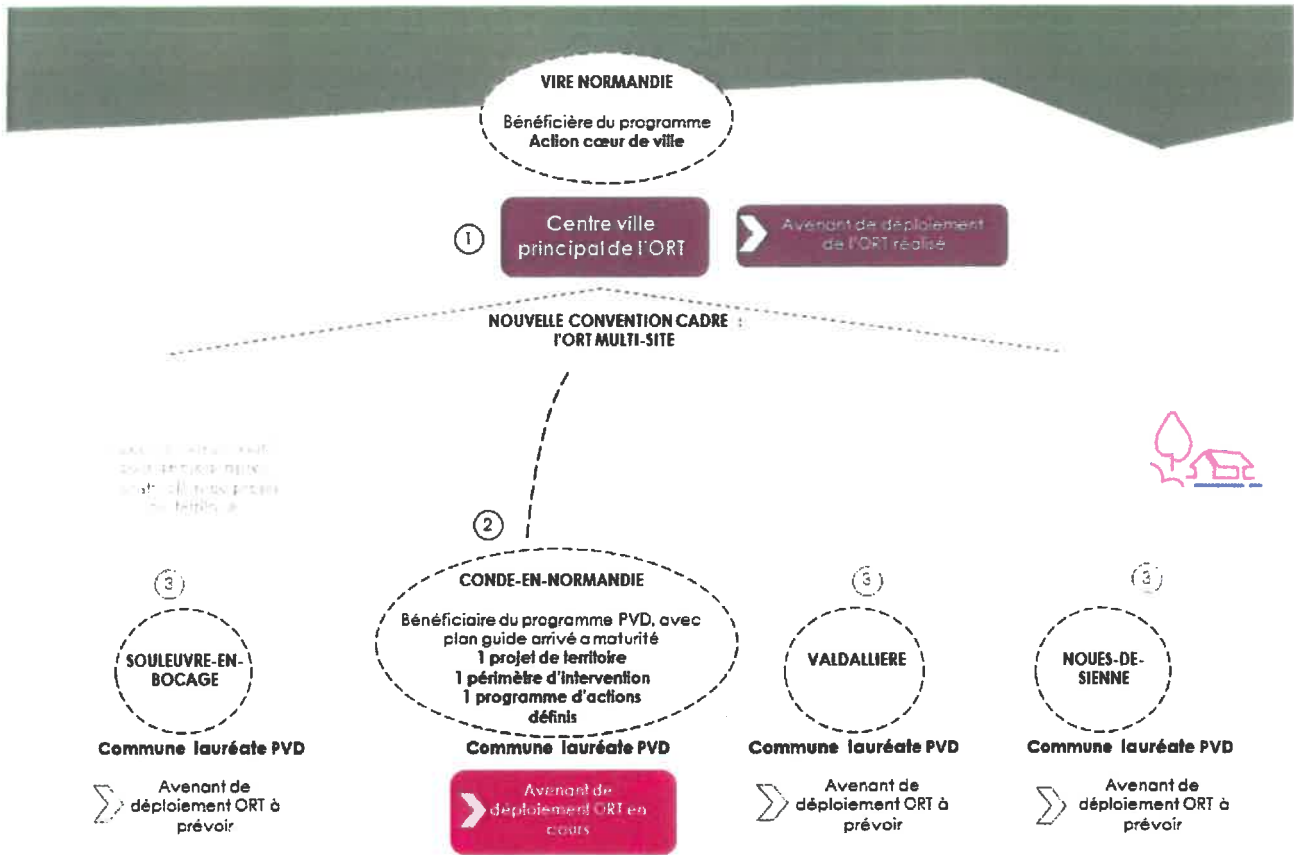 VIRE NORMANDIE
Bénéficière du programme
Action cœur de ville
1
Centre ville
principal de l'ORT
Avenant de déploiement
de l'ORT réalisé
NOUVELLE CONVENTION CADRE :
l'ORT MULTI-SITE
2
3
SOULEUVRE-EN-
BOCAGE
Commune lauréate PVD
Avenant de
déploiement ORT à
prévoir
CONDE-EN-NORMANDIE
Bénéficiaire du programme PVD, avec
plan guide arrivé a maturité
1 projet de territoire
1 périmètre d'intervention
1 programme d'actions
définis
Commune lauréate PVD
Avenant de
déploiement ORT en
cours
3
VALDALLIERE
Commune lauréate PVD
Avenant de
déploiement ORT à
prévoir
3
NOUES-DE-
SIENNE
Commune lauréate PVD
Avenant de
déploiement ORT à
prévoir